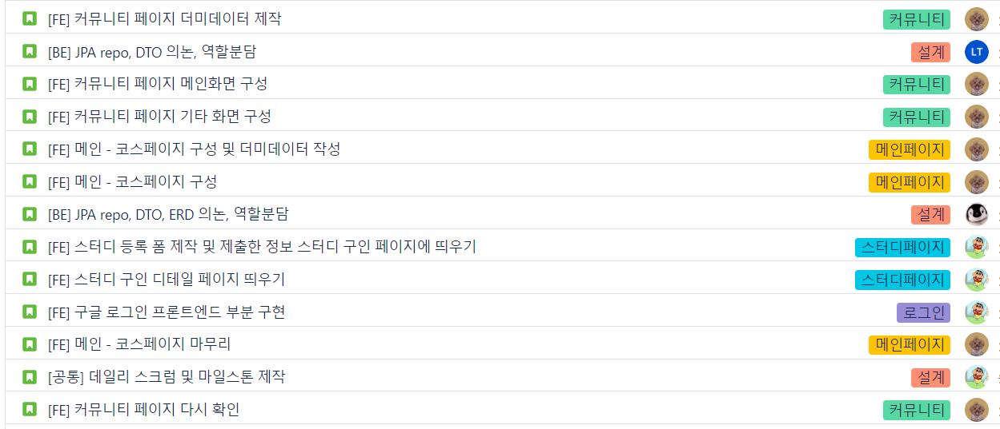 [FE] 커뮤니티 페이지 더미데이터 제작 커뮤니티
[BE] JPA repo, DTO 의논, 역할분담 설계 LT
[FE] 커뮤니티 페이지 메인화면 구성 커뮤니티
[FE] 커뮤니티 페이지 기타 화면 구성 커뮤니티
[FE] 메인 - 코스페이지 구성 및 더미데이터 작성 메인페이지
[FE] 메인 - 코스페이지 구성 메인페이지
[BE] JPA repo, DTO, ERD 의논, 역할분담 설계
[FE] 스터디 등록 폼 제작 및 제출한 정보 스터디 구인 페이지에 띄우기 스터디페이지
[FE] 스터디 구인 디테일 페이지 띄우기 스터디페이지
[FE] 구글 로그인 프론트엔드 부분 구현 로그인
[FE] 메인 - 코스페이지 마무리 메인페이지
[공통] 데일리 스크럼 및 마일스톤 제작 설계
[FE] 커뮤니티 페이지 다시 확인 커뮤니티